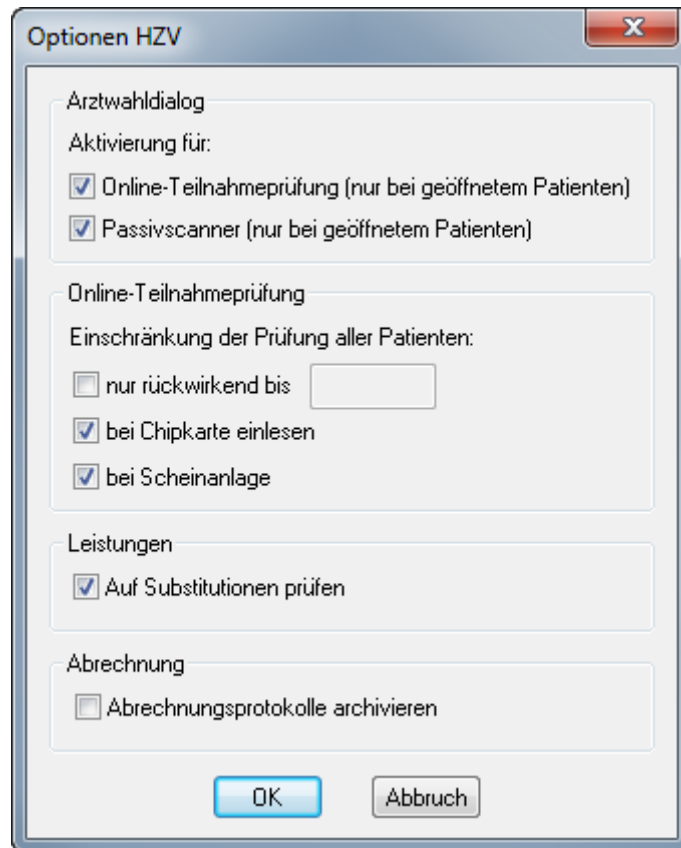 Optionen HZV
Arztwahldialog
Aktivierung für:
Online-Teilnahmeprüfung (nur bei geöffnetem Patienten)
Passivscanner (nur bei geöffnetem Patienten)
Online-Teilnahmeprüfung
Einschränkung der Prüfung aller Patienten:
nur rückwirkend bis
bei Chipkarte einlesen
bei Scheinanlage
Leistungen
Auf Substitutionen prüfen
Abrechnung
Abrechnungsprotokolle archivieren
OK Abbruch